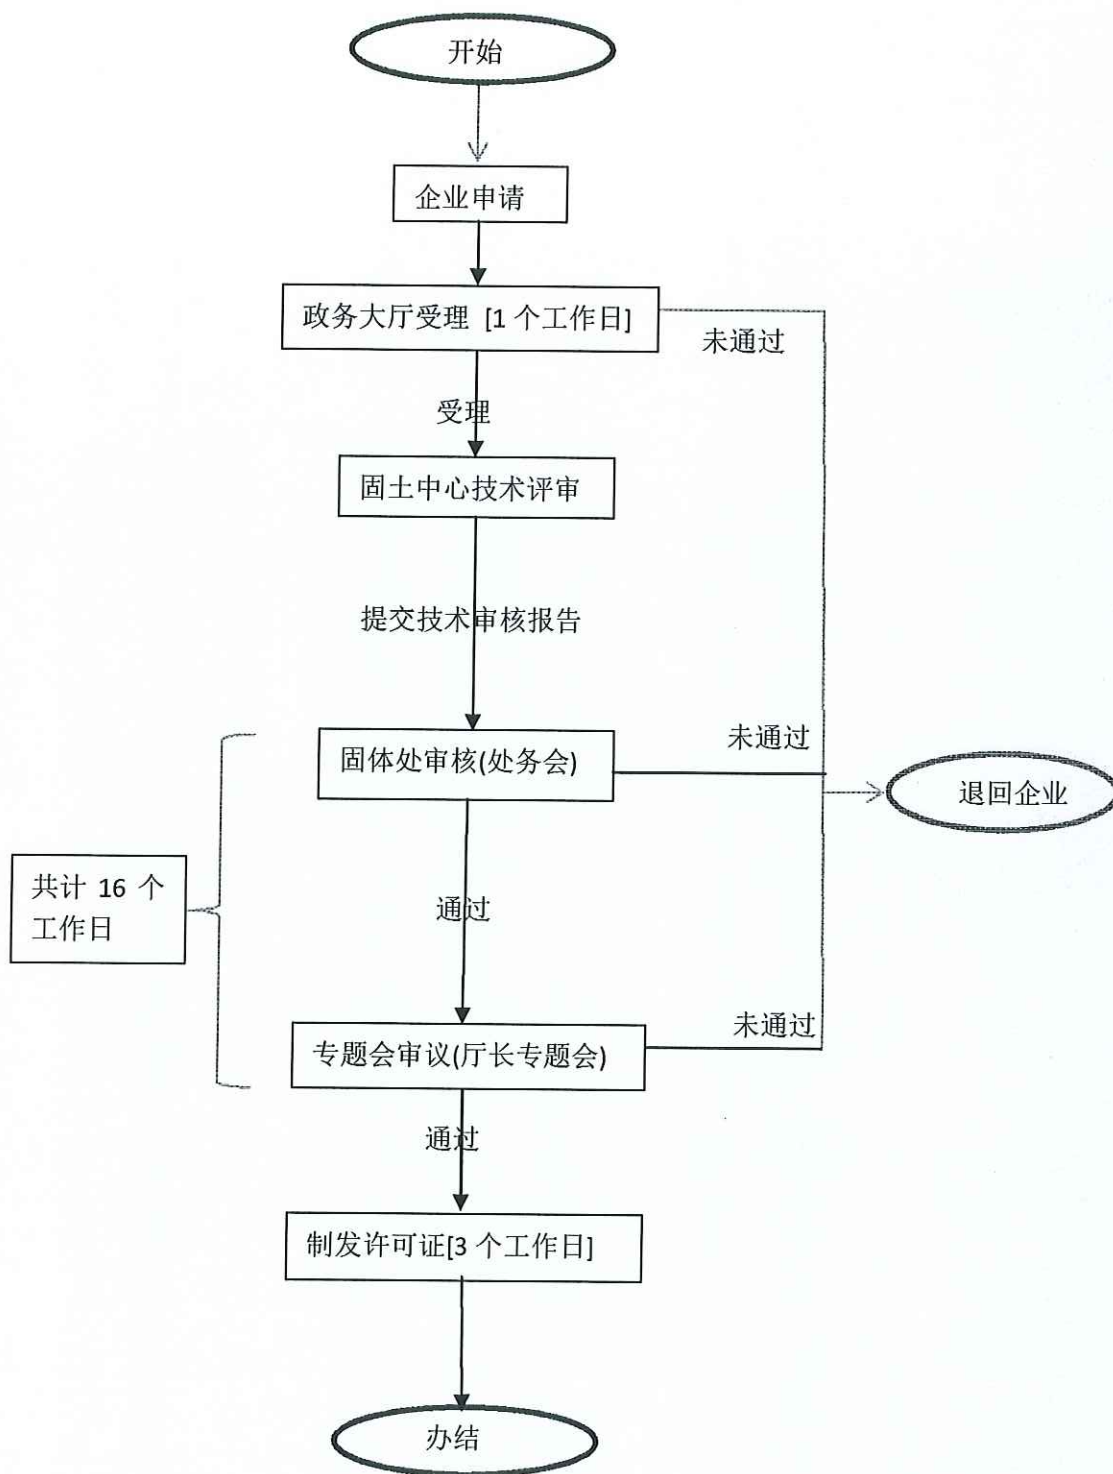 开始
企业申请
政务大厅受理 [1 个工作日]
未通过
受理
固土中心技术评审
提交技术审核报告
未通过
固体处审核(处务会)
退回企业
共计 16 个
工作日
通过
未通过
专题会审议(厅长专题会)
通过
制发许可证[3 个工作日]
办结